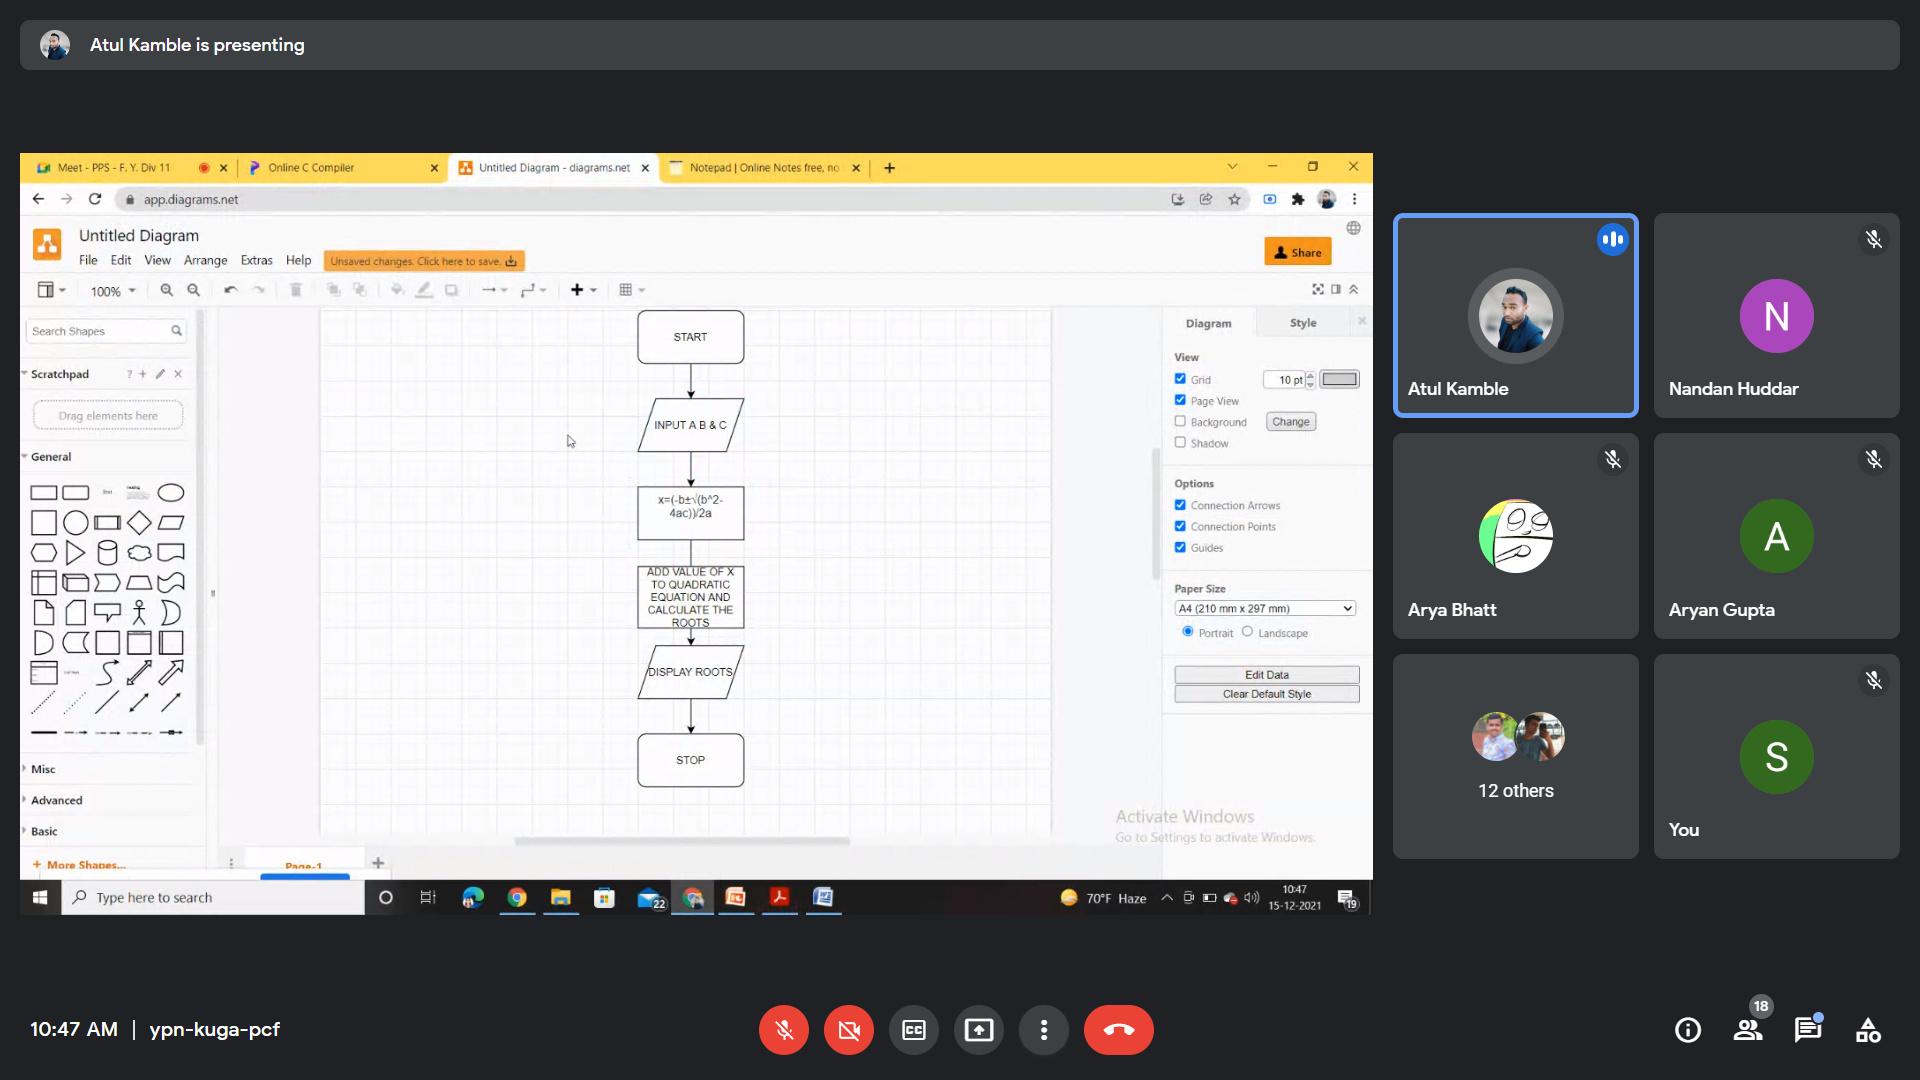 Atul Kamble is presenting
Meet - PPS - F. Y. Div 11
Online C Compiler
Untitled Diagram - diagrams.net
Notepad | Online Notes free, no
app.diagrams.net
Untitled Diagram
File Edit View Arrange Extras Help
Unsaved changes. Click here to save.
Share
100%
Search Shapes
Scratchpad
?
Drag elements here
General
Misc
Advanced
Basic
+ More Shapes...
START
INPUT A B & C
x=(-b±√(b^2-
4ac))/2a
ADD VALUE OF X
TO QUADRATIC
EQUATION AND
CALCULATE THE
ROOTS
DISPLAY ROOTS
STOP
Page-1
Diagram Style
View
Grid 10 pt
Page View
Background Change
Shadow
Options
Connection Arrows
Connection Points
Guides
Paper Size
A4 (210 mm x 297 mm)
Portrait Landscape
Edit Data
Clear Default Style
Activate Windows
Go to Settings to activate Windows.
Type here to search
22
70°F Haze
10:47
15-12-2021
19
Atul Kamble
N
Nandan Huddar
Arya Bhatt
A
Aryan Gupta
12 others
S
You
10:47 AM | ypn-kuga-pcf
CC
18